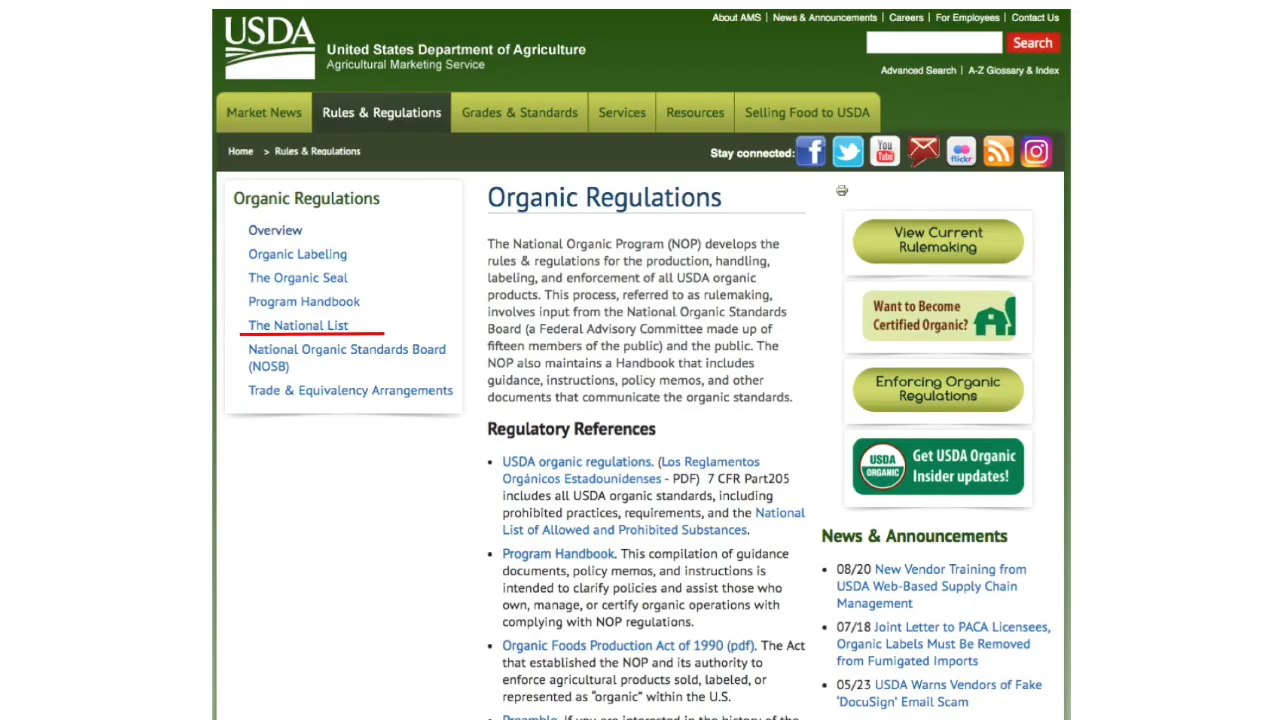 About AMS | News & Announcements | Careers | For Employees | Contact Us
USDA
United States Department of Agriculture
Agricultural Marketing Service
Search
Advanced Search | A-Z Glossary & Index
Market News
Rules & Regulations
Grades & Standards
Services
Resources
Selling Food to USDA
Home > Rules & Regulations
Stay connected:
You
Tube
flickr
Organic Regulations
Overview
Organic Labeling
The Organic Seal
Program Handbook
The National List
National Organic Standards Board
(NOSB)
Trade & Equivalency Arrangements
Organic Regulations
The National Organic Program (NOP) develops the
rules & regulations for the production, handling,
labeling, and enforcement of all USDA organic
products. This process, referred to as rulemaking,
involves input from the National Organic Standards
Board (a Federal Advisory Committee made up of
fifteen members of the public) and the public. The
NOP also maintains a Handbook that includes
guidance, instructions, policy memos, and other
documents that communicate the organic standards.
Regulatory References
• USDA organic regulations. (Los Reglamentos
Orgánicos Estadounidenses - PDF) 7 CFR Part205
includes all USDA organic standards, including
prohibited practices, requirements, and the National
List of Allowed and Prohibited Substances.
• Program Handbook. This compilation of guidance
documents, policy memos, and instructions is
intended to clarify policies and assist those who
own, manage, or certify organic operations with
complying with NOP regulations.
• Organic Foods Production Act of 1990 (pdf). The Act
that established the NOP and its authority to
enforce agricultural products sold, labeled, or
represented as “organic” within the U.S.
• Preamble. If you are interested in the history of the
View Current
Rulemaking
Want to Become
Certified Organic?
Enforcing Organic
Regulations
USDA
ORGANIC
Get USDA Organic
Insider updates!
News & Announcements
• 08/20 New Vendor Training from
USDA Web-Based Supply Chain
Management
• 07/18 Joint Letter to PACA Licensees,
Organic Labels Must Be Removed
from Fumigated Imports
• 05/23 USDA Warns Vendors of Fake
‘DocuSign’ Email Scam